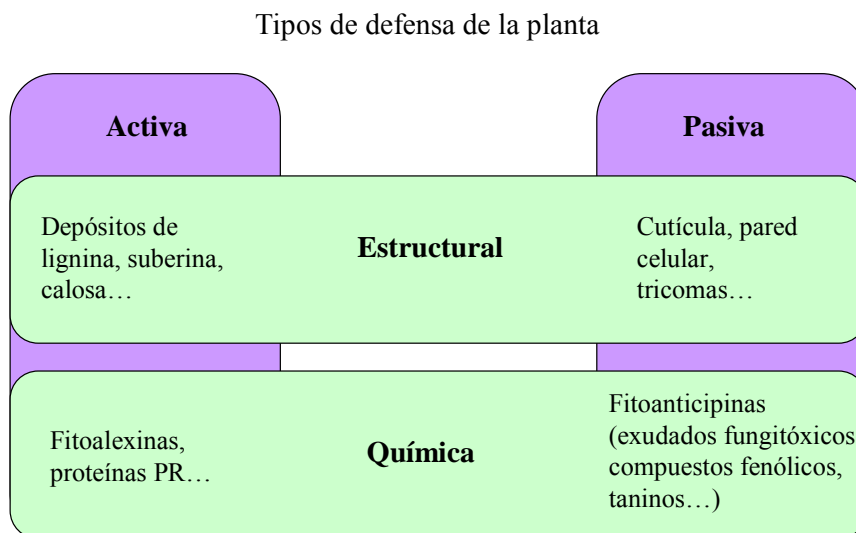 Tipos de defensa de la planta
Activa
Pasiva
Depósitos de
lignina, suberina,
calosa…
Estructural
Cutícula, pared
celular,
tricomas…
Fitoalexinas,
proteínas PR…
Química
Fitoanticipinas
(exudados fungitóxicos
compuestos fenólicos,
taninos…)